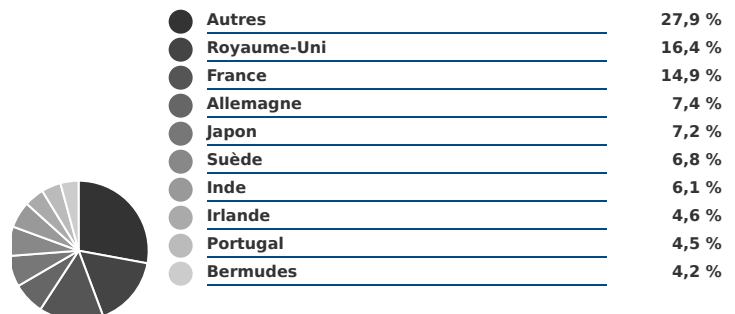 Autres 27,9 %
Royaume-Uni 16,4 %
France 14,9 %
Allemagne 7,4 %
Japon 7,2 %
Suède 6,8 %
Inde 6,1 %
Irlande 4,6 %
Portugal 4,5 %
Bermudes 4,2 %